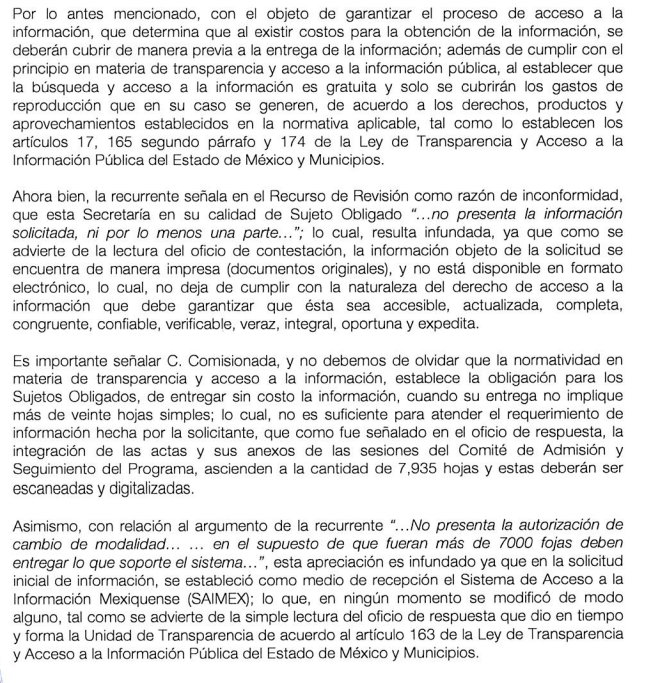 Por lo antes mencionado, con el objeto de garantizar el proceso de acceso a la
información, que determina que al existir costos para la obtención de la información, se
deberán cubrir de manera previa a la entrega de la información; además de cumplir con el
principio en materia de transparencia y acceso a la información pública, al establecer que
la búsqueda y acceso a la información es gratuita y solo se cubrirán los gastos de
reproducción que en su caso se generen, de acuerdo a los derechos, productos y
aprovechamientos establecidos en la normativa aplicable, tal como lo establecen los
artículos 17, 165 segundo párrafo y 174 de la Ley de Transparencia y Acceso a la
Información Pública del Estado de México y Municipios.

Ahora bien, la recurrente señala en el Recurso de Revisión como razón de inconformidad,
que esta Secretaría en su calidad de Sujeto Obligado “...no presenta la información
solicitada, ni por lo menos una parte...”; lo cual, resulta infundada, ya que como se
advierte de la lectura del oficio de contestación, la información objeto de la solicitud se
encuentra de manera impresa (documentos originales), y no está disponible en formato
electrónico, lo cual, no deja de cumplir con la naturaleza del derecho de acceso a la
información que debe garantizar que ésta sea accesible, actualizada, completa,
congruente, confiable, verificable, veraz, integral, oportuna y expedita.

Es importante señalar C. Comisionada, y no debemos de olvidar que la normatividad en
materia de transparencia y acceso a la información, establece la obligación para los
Sujetos Obligados, de entregar sin costo la información, cuando su entrega no implique
más de veinte hojas simples; lo cual, no es suficiente para atender el requerimiento de
información hecha por la solicitante, que como fue señalado en el oficio de respuesta, la
integración de las actas y sus anexos de las sesiones del Comité de Admisión y
Seguimiento del Programa, ascienden a la cantidad de 7,935 hojas y estas deberán ser
escaneadas y digitalizadas.

Asimismo, con relación al argumento de la recurrente “...No presenta la autorización de
cambio de modalidad... ... en el supuesto de que fueran más de 7000 fojas deben
entregar lo que soporte el sistema...”, esta apreciación es infundado ya que en la solicitud
inicial de información, se estableció como medio de recepción el Sistema de Acceso a la
Información Mexiquense (SAIMEX); lo que, en ningún momento se modificó de modo
alguno, tal como se advierte de la simple lectura del oficio de respuesta que dio en tiempo
y forma la Unidad de Transparencia de acuerdo al artículo 163 de la Ley de Transparencia
y Acceso a la Información Pública del Estado de México y Municipios.